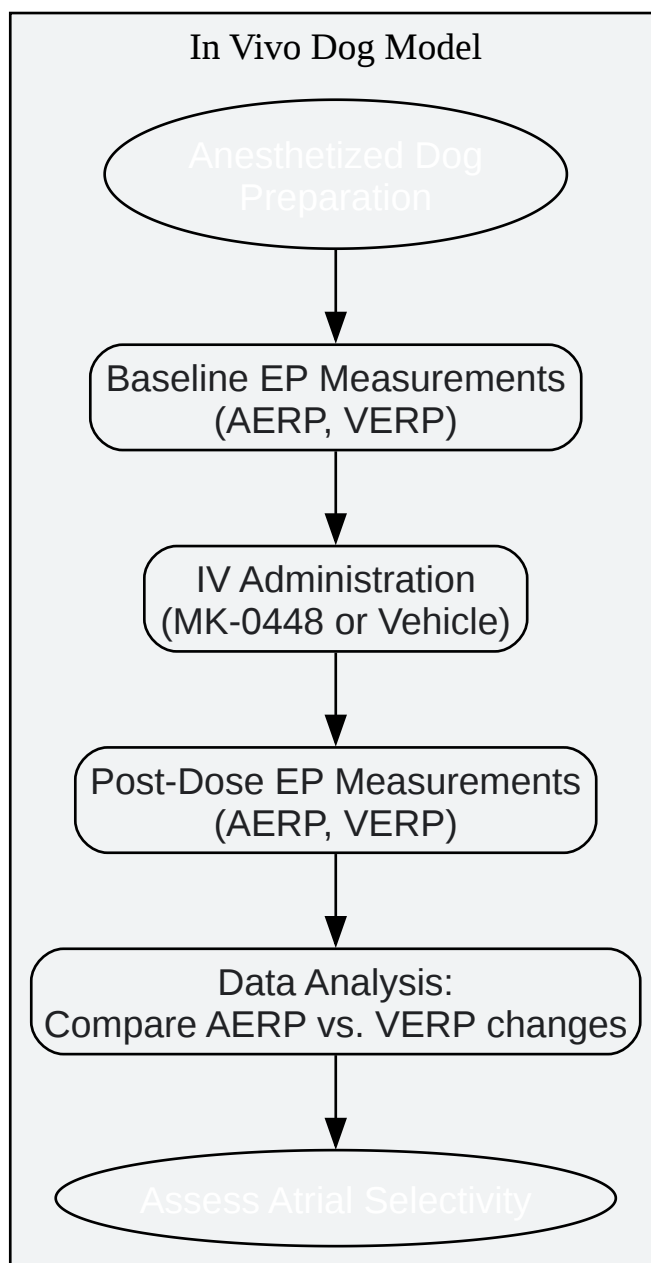 In Vivo Dog Model
Anesthetized Dog
Preparation
Baseline EP Measurements
(AERP, VERP)
IV Administration
(MK-0448 or Vehicle)
Post-Dose EP Measurements
(AERP, VERP)
Data Analysis:
Compare AERP vs. VERP changes
Assess Atrial Selectivity